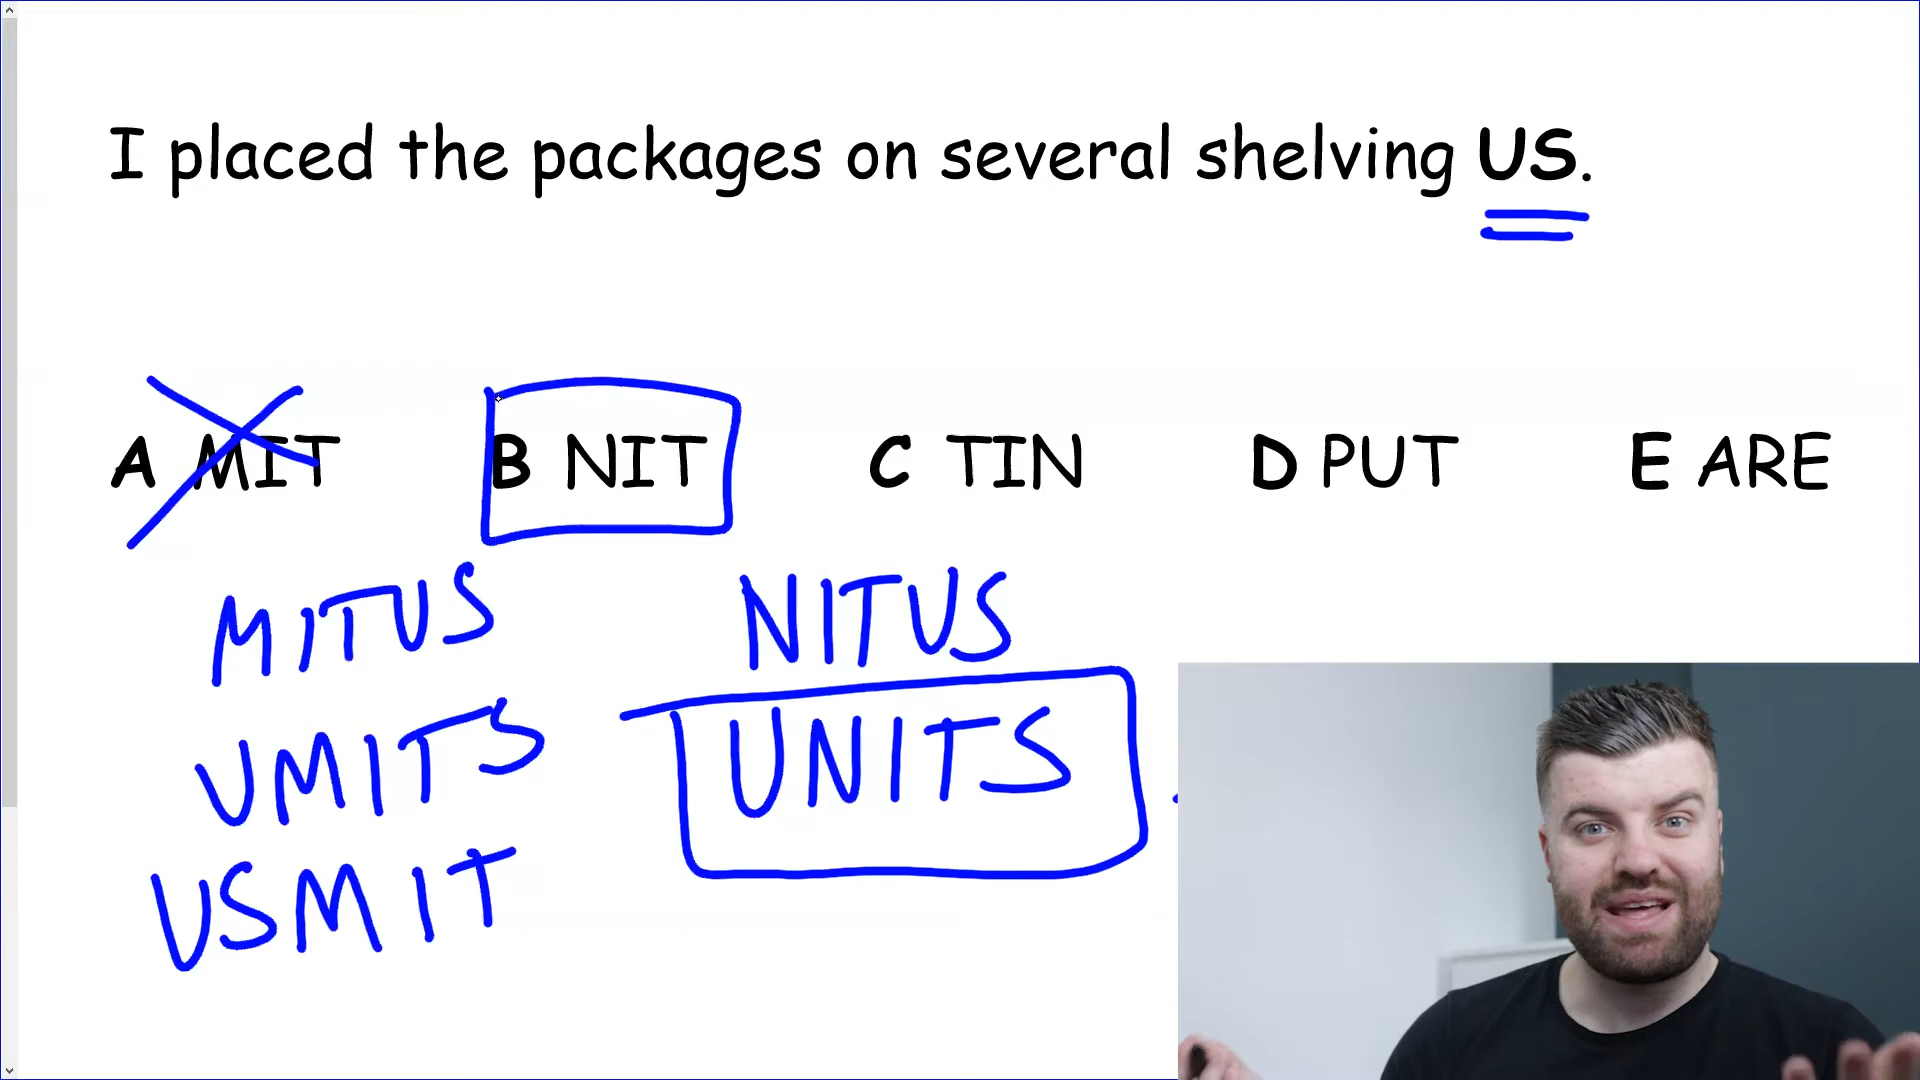 I placed the packages on several shelving US.
A MIT B NIT C TIN D PUT E ARE
MITUS NITUS
UMITS UNITS
USMIT